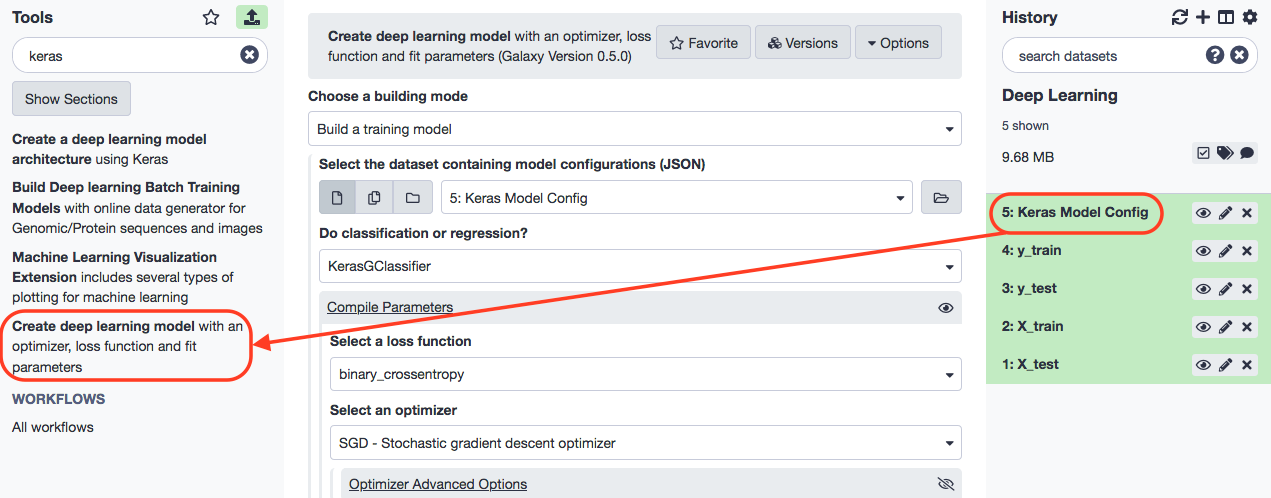 Tools
keras
Show Sections
Create a deep learning model
architecture using Keras
Build Deep learning Batch Training
Models with online data generator for
Genomic/Protein sequences and images
Machine Learning Visualization
Extension includes several types of
plotting for machine learning
Create deep learning model with an
optimizer, loss function and fit
parameters
WORKFLOWS
All workflows
Create deep learning model with an optimizer, loss
function and fit parameters (Galaxy Version 0.5.0)
Favorite
Versions
Options
Choose a building mode
Build a training model
Select the dataset containing model configurations (JSON)
5: Keras Model Config
Do classification or regression?
KerasGClassifier
Compile Parameters
Select a loss function
binary_crossentropy
Select an optimizer
SGD - Stochastic gradient descent optimizer
Optimizer Advanced Options
History
search datasets
Deep Learning
5 shown
9.68 MB
5: Keras Model Config
4: y_train
3: y_test
2: X_train
1: X_test